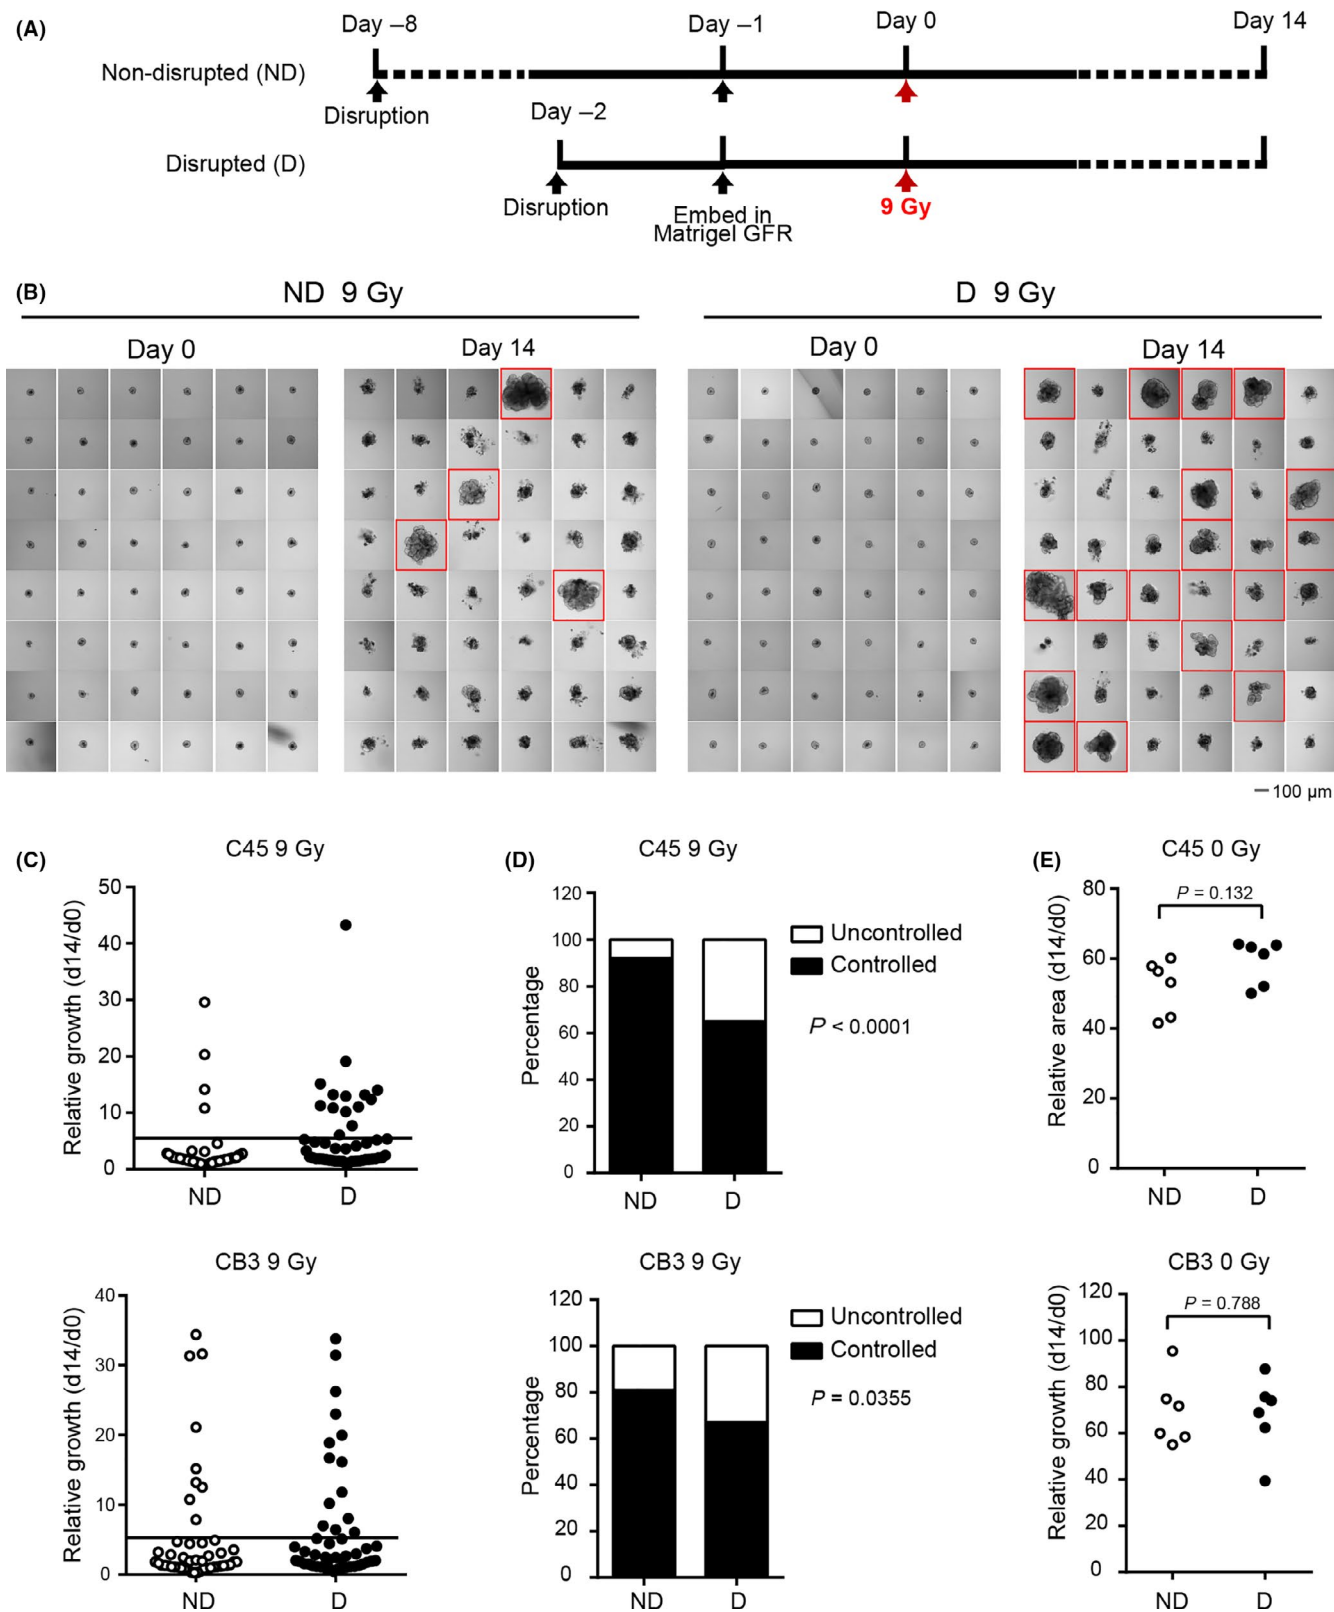 (A)
Day –8
Day –1
Day 0
Day 14
Non-disrupted (ND)
Disruption
Day –2
Disrupted (D)
Disruption
Embed in
Matrigel GFR
9 Gy
(B)
ND 9 Gy
D 9 Gy
Day 0
Day 14
Day 0
Day 14
100 µm
(C)
C45 9 Gy
Relative growth (d14/d0)
50
40
30
20
10
0
ND
D
(D)
C45 9 Gy
Percentage
120
100
80
60
40
20
0
ND
D
Uncontrolled
Controlled
P < 0.0001
(E)
C45 0 Gy
Relative area (d14/d0)
80
60
40
20
0
P = 0.132
ND
D
CB3 9 Gy
Relative growth (d14/d0)
40
30
20
10
0
ND
D
CB3 9 Gy
Percentage
120
100
80
60
40
20
0
ND
D
Uncontrolled
Controlled
P = 0.0355
CB3 0 Gy
Relative growth (d14/d0)
120
100
80
60
40
20
0
P = 0.788
ND
D